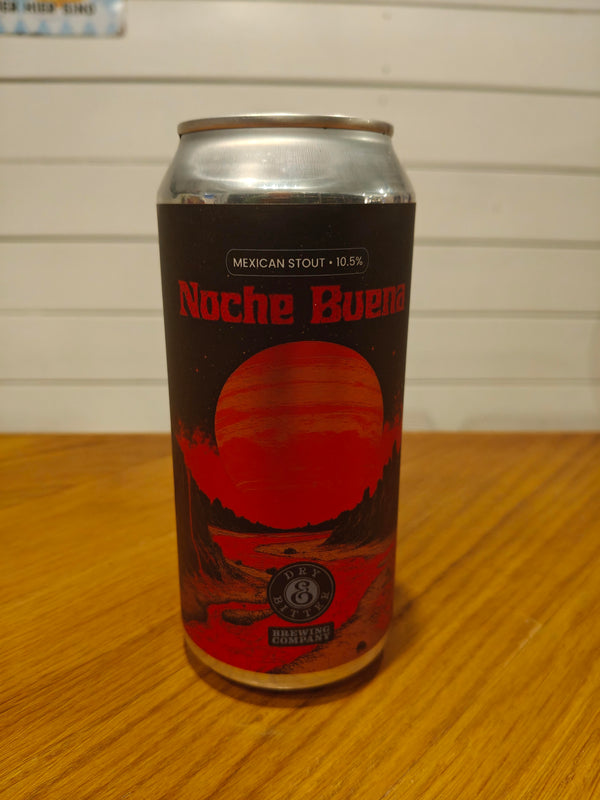 MEXICAN STOUT • 10.5%
Noche Buena
DRY
&
BITTER
BREWING
COMPANY